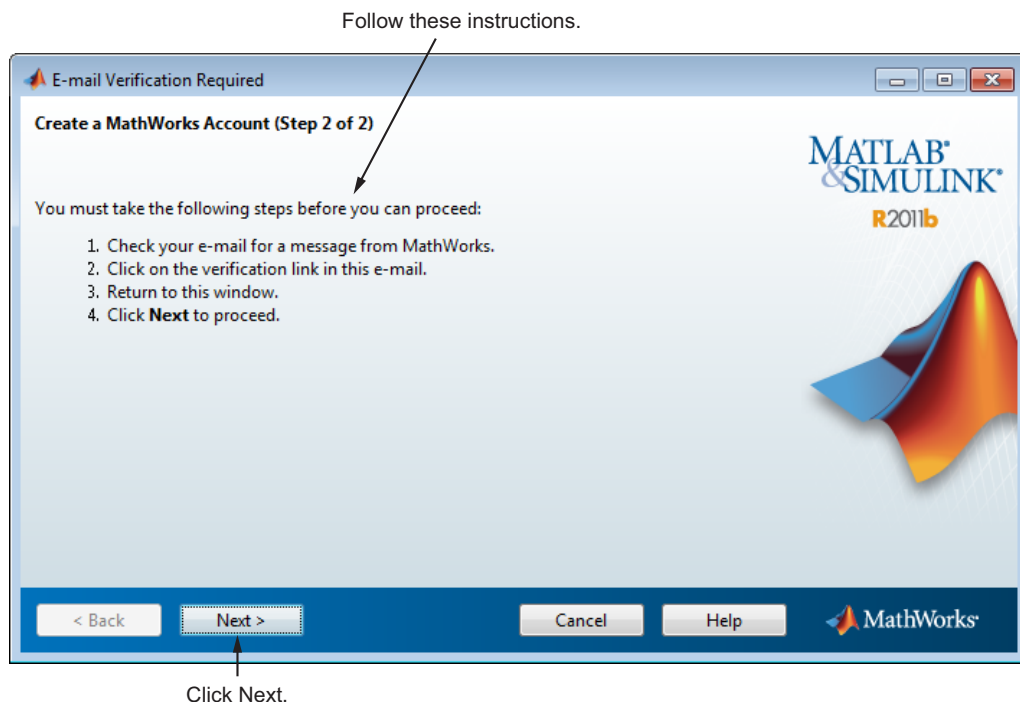 Follow these instructions.
E-mail Verification Required
Create a MathWorks Account (Step 2 of 2)
MATLAB®
&SIMULINK®
R2011b
You must take the following steps before you can proceed:
1. Check your e-mail for a message from MathWorks.
2. Click on the verification link in this e-mail.
3. Return to this window.
4. Click Next to proceed.
< Back
Next >
Cancel
Help
MathWorks®
Click Next.